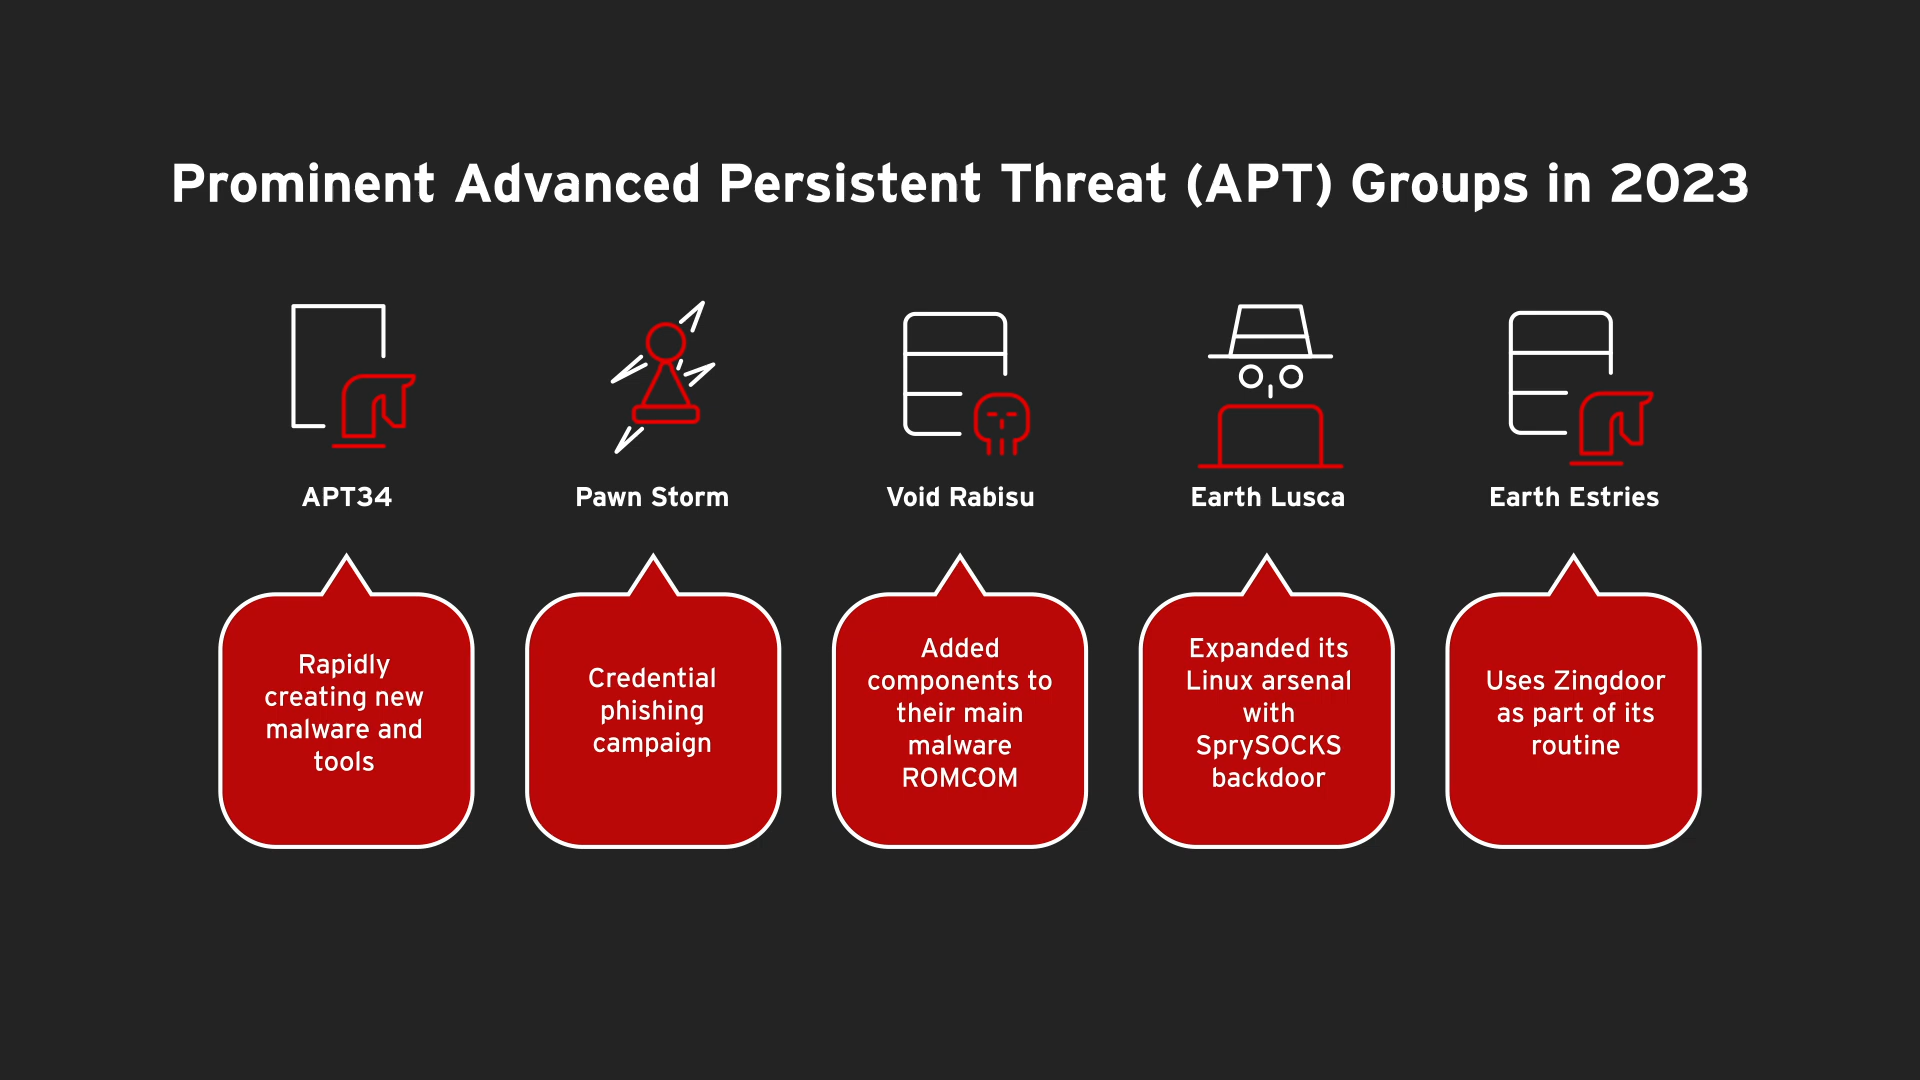 Prominent Advanced Persistent Threat (APT) Groups in 2023
APT34
Rapidly
creating new
malware and
tools
Pawn Storm
Credential
phishing
campaign
Void Rabisu
Added
components to
their main
malware
ROMCOM
Earth Lusca
Expanded its
Linux arsenal
with
SprySOCKS
backdoor
Earth Estries
Uses Zingdoor
as part of its
routine